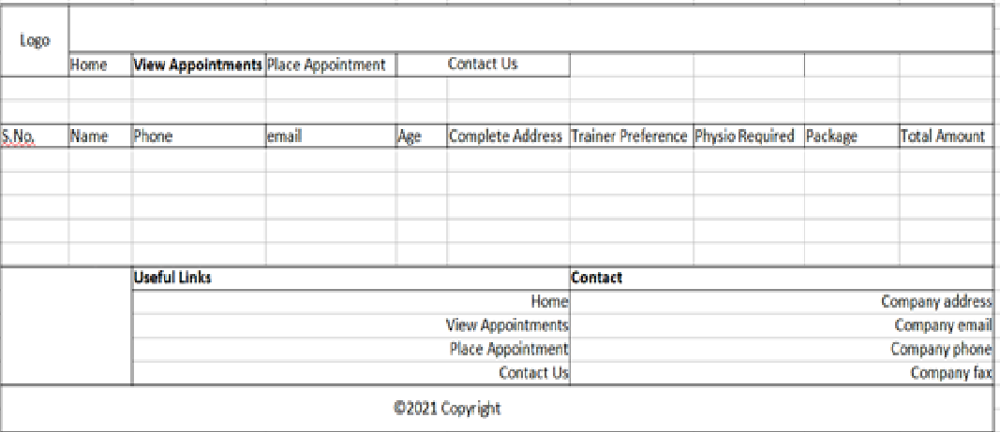 Logo
Home View Appointments Place Appointment Contact Us
S.No. Name Phone email Age Complete Address Trainer Preference Physio Required Package Total Amount
Useful Links Contact
Home Company address
View Appointments Company email
Place Appointment Company phone
Contact Us Company fax
©2021 Copyright